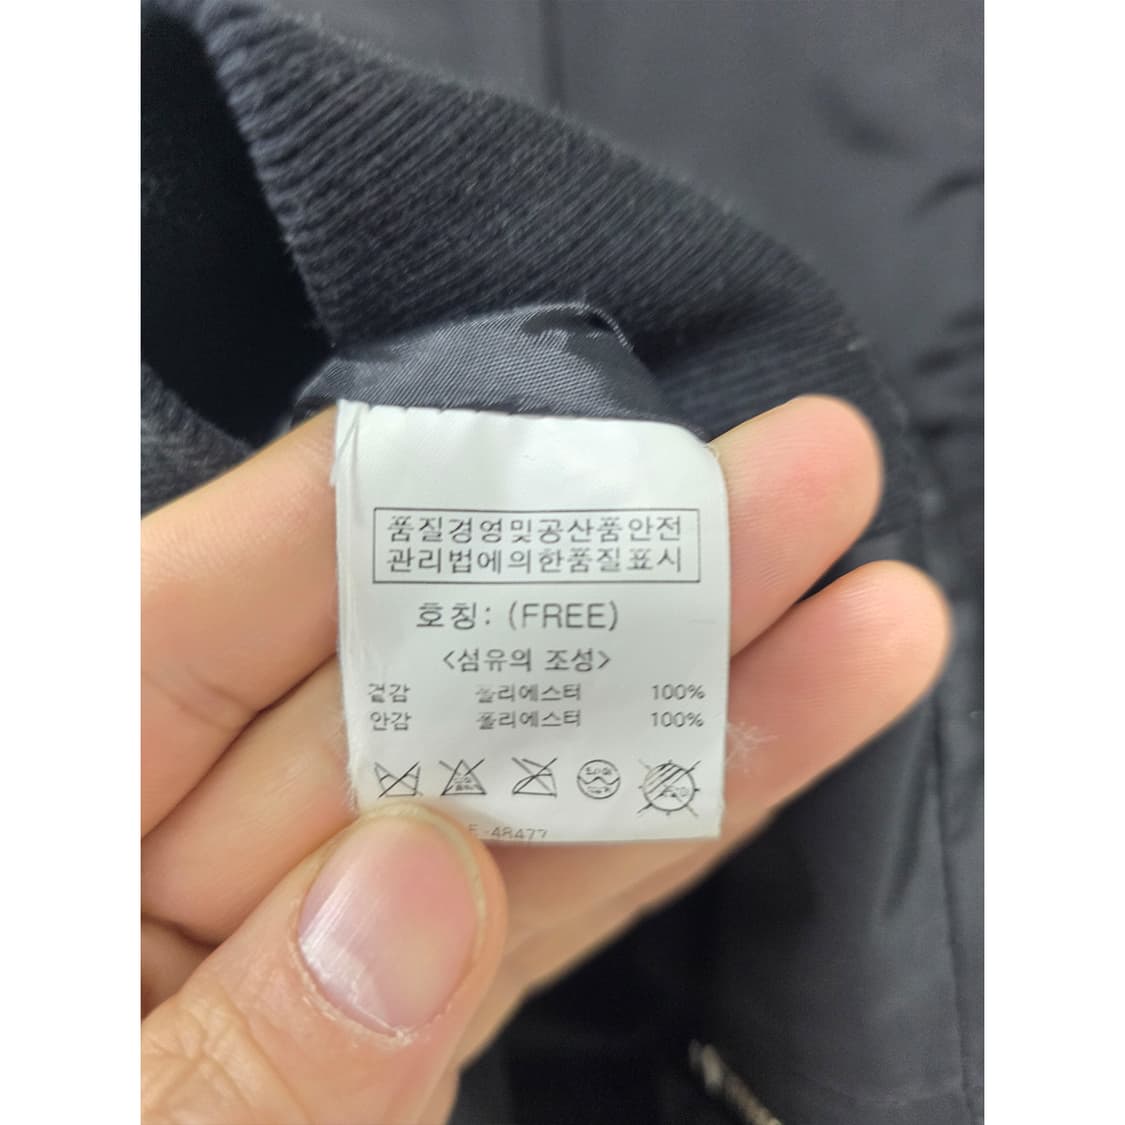 품질경영및공산품안전
관리법에의한품질표시
호칭: (FREE)
<섬유의 조성>
겉감 폴리에스터 100%
안감 폴리에스터 100%
48477